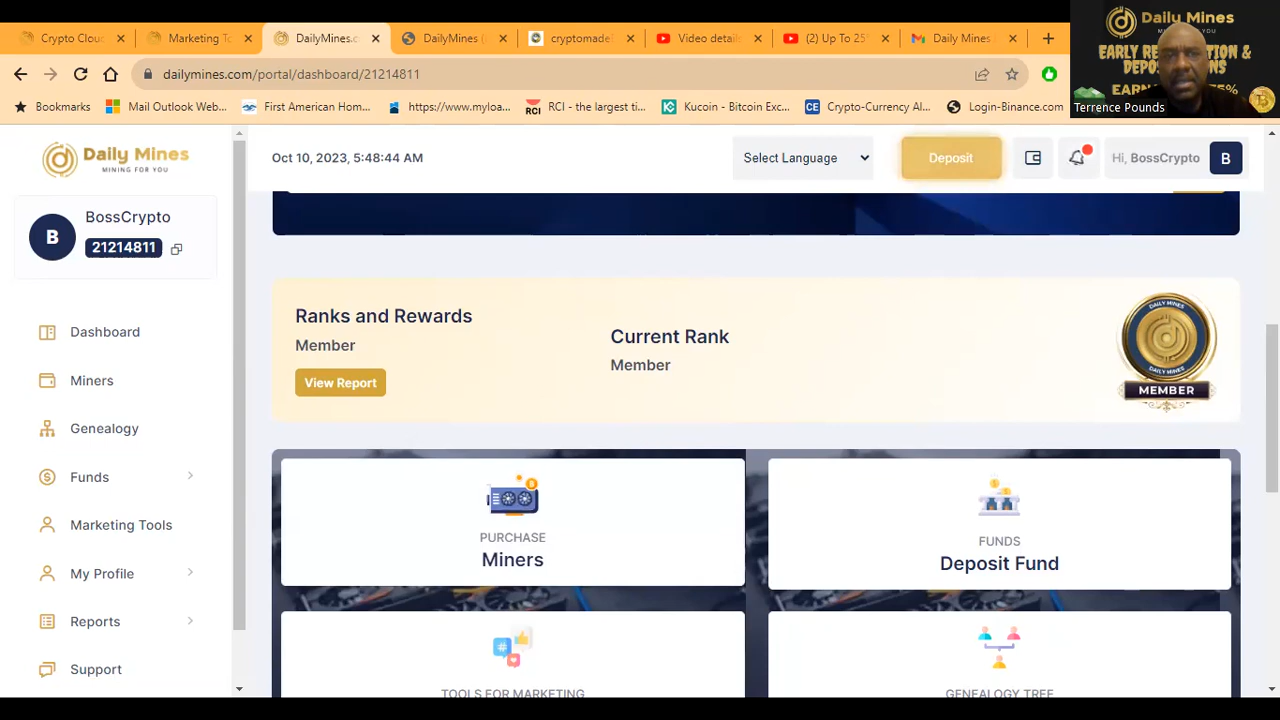 Crypto Clou
Marketing To
DailyMines.c
DailyMines (
cryptomade
Video detai
(2) Up To 25
Daily Mines
dailymines.com/portal/dashboard/21214811
Bookmarks
Mail Outlook Web...
First American Hom...
https://www.myloa...
RCI - the largest ti...
Kucoin - Bitcoin Exc...
Crypto-Currency Al...
Login-Binance.com
Daily Mines
Terrence Pounds
Daily Mines
MINING FOR YOU
Oct 10, 2023, 5:48:44 AM
Select Language
Deposit
Hi, BossCrypto
B
B
BossCrypto
21214811
Dashboard
Miners
Genealogy
Funds
Marketing Tools
My Profile
Reports
Support
Ranks and Rewards
Member
View Report
Current Rank
Member
DAILY MINES
DAILY MINES
MEMBER
PURCHASE
Miners
FUNDS
Deposit Fund
TOOLS FOR MARKETING
GENEALOGY TREE